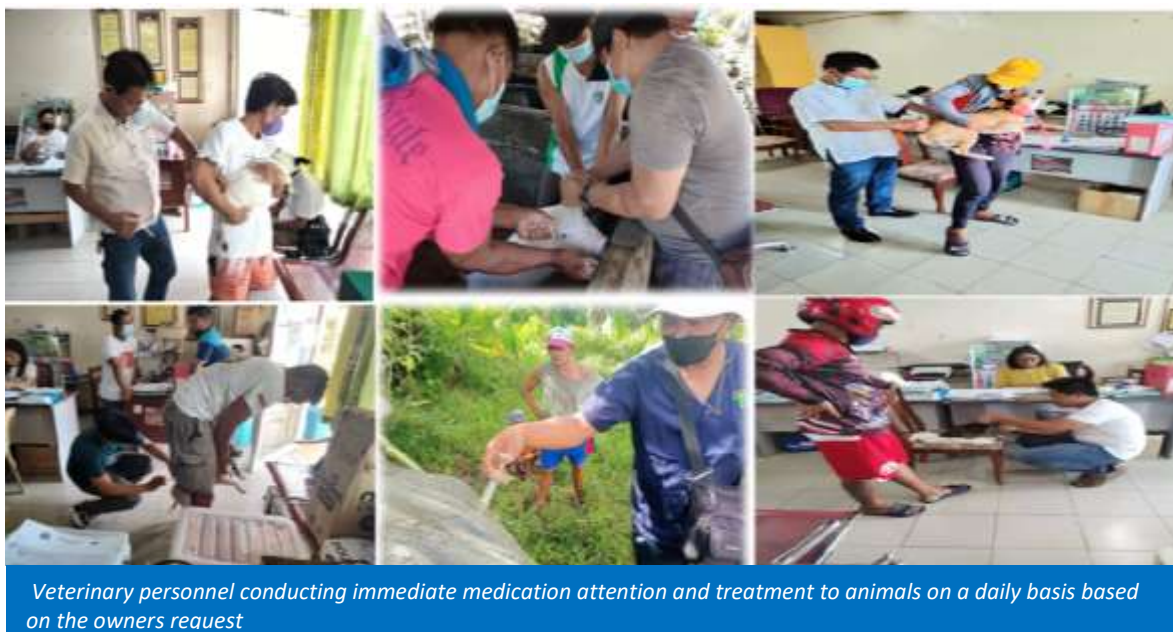 Veterinary personnel conducting immediate medication attention and treatment to animals on a daily basis based
on the owners request